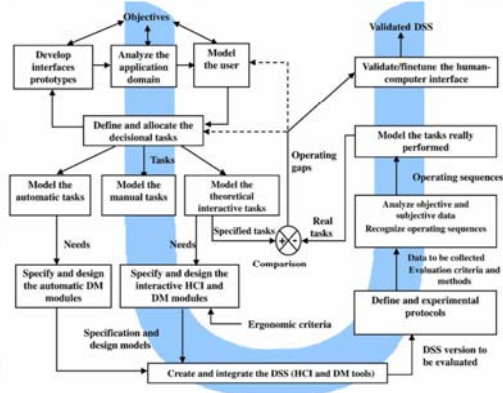 Objectives
Validated DSS
Develop
interfaces
prototypes
Analyze the
application
domain
Model
the user
Validate/finetune the human-
computer interface
Define and allocate the
decisional tasks
Model the tasks really
performed
Tasks
Operating
gaps
Operating sequences
Model the
automatic tasks
Model the
manual tasks
Model the
theoretical
interactive tasks
Analyze objective and
subjective data
Recognize operating sequences
Needs
Needs
Specified tasks
+
-
Real
tasks
Comparison
Data to be collected
Evaluation criteria and
methods
Specify and design
the automatic DM
modules
Specify and design the
interactive HCI and
DM modules
Define and experimental
protocols
Specification and
design models
Ergonomic criteria
Create and integrate the DSS (HCI and DM tools)
DSS version to
be evaluated